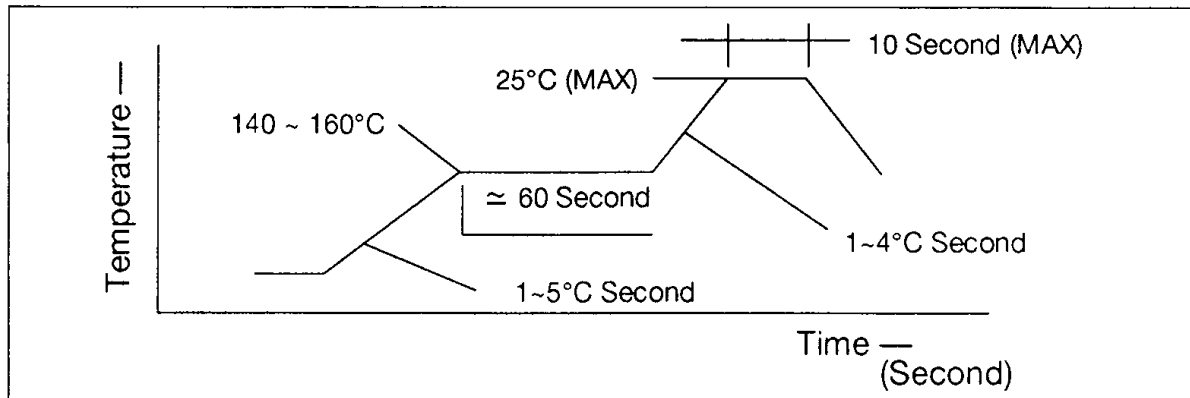 10 Second (MAX)
25°C (MAX)
140 ~ 160°C
≃ 60 Second
1~4°C Second
1~5°C Second
Temperature —
Time —
(Second)